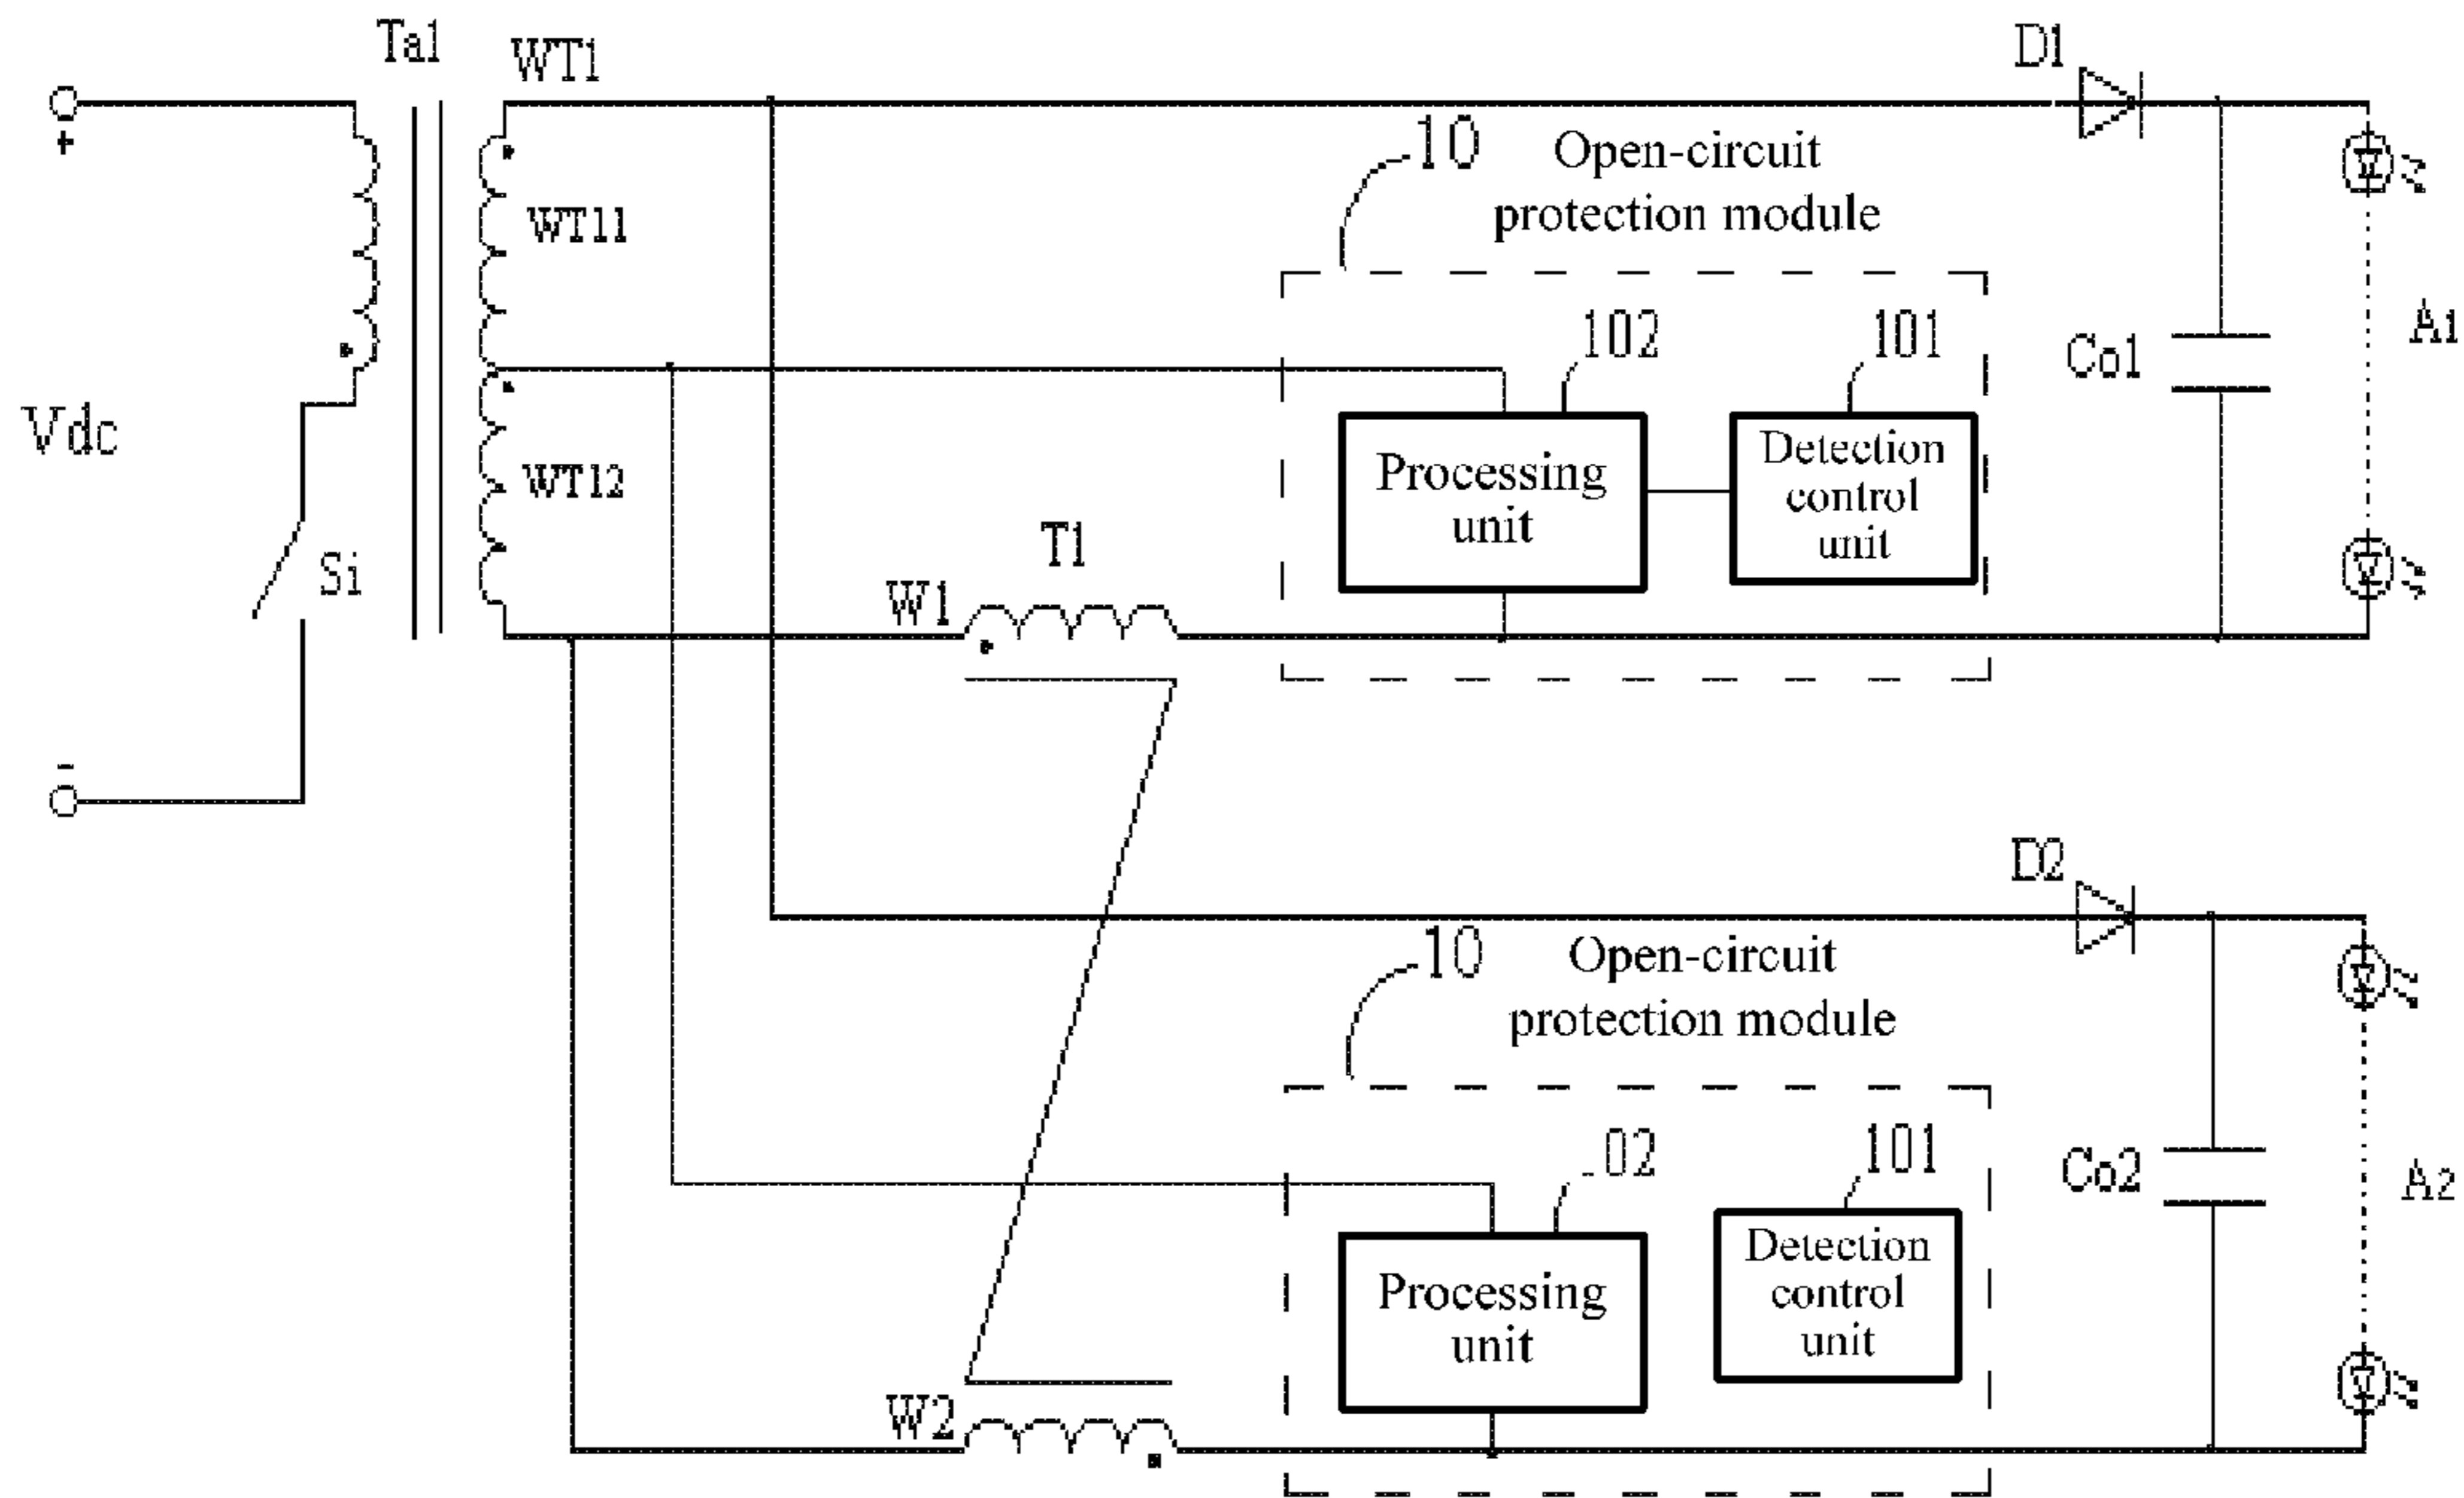 Ta1
WT1
D1
+
10
Open-circuit
protection module
WT11
102
101
A1
Co1
Vdc
Processing
unit
Detection
control
unit
WT12
Si
T1
W1
-
D2
10
Open-circuit
protection module
02
101
Co2
A2
Processing
unit
Detection
control
unit
W2